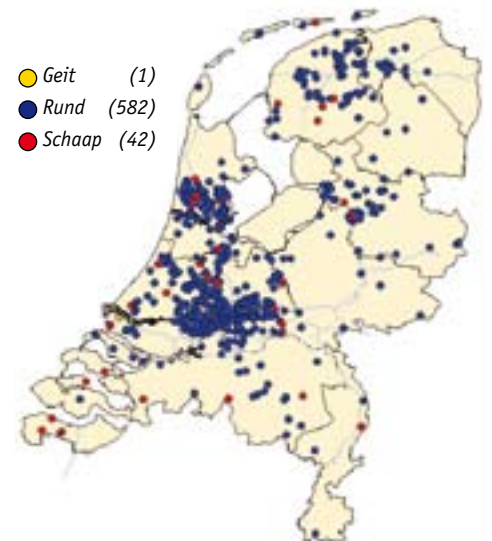 Geit (1)
Rund (582)
Schaap (42)